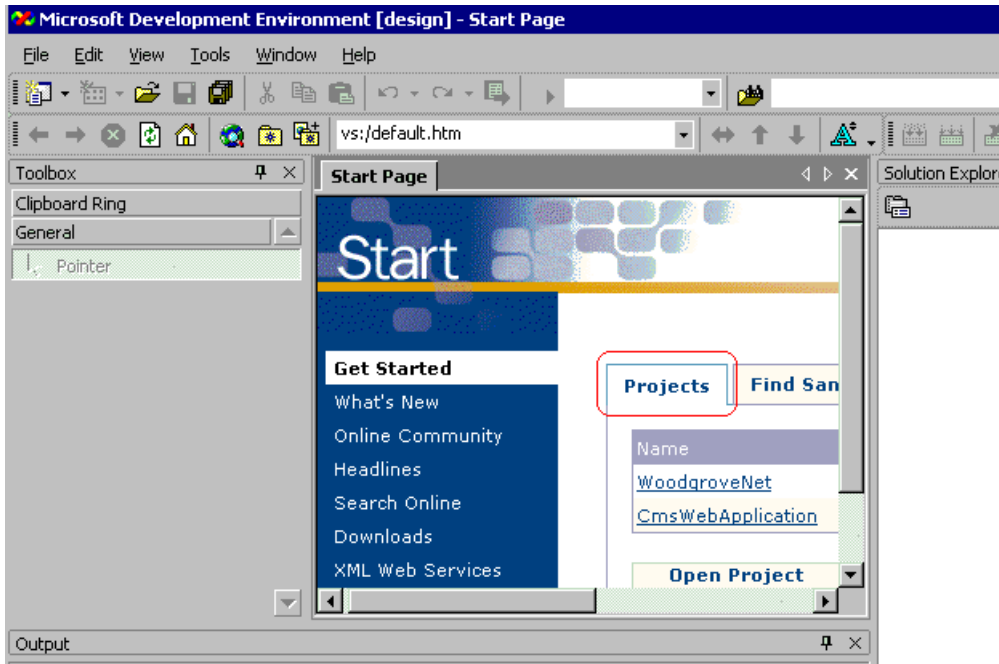 Microsoft Development Environment [design] - Start Page
File Edit View Tools Window Help
vs:/default.htm
Toolbox
Start Page
Solution Explor
Clipboard Ring
General
Pointer
Start
Get Started
What's New
Online Community
Headlines
Search Online
Downloads
XML Web Services
Projects
Find San
Name
WoodgroveNet
CmsWebApplication
Open Project
Output